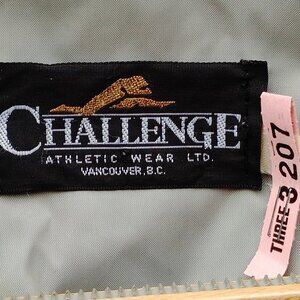 CHALLENGE
ATHLETIC WEAR LTD.
VANCOUVER, B.C.
THREE 3 207